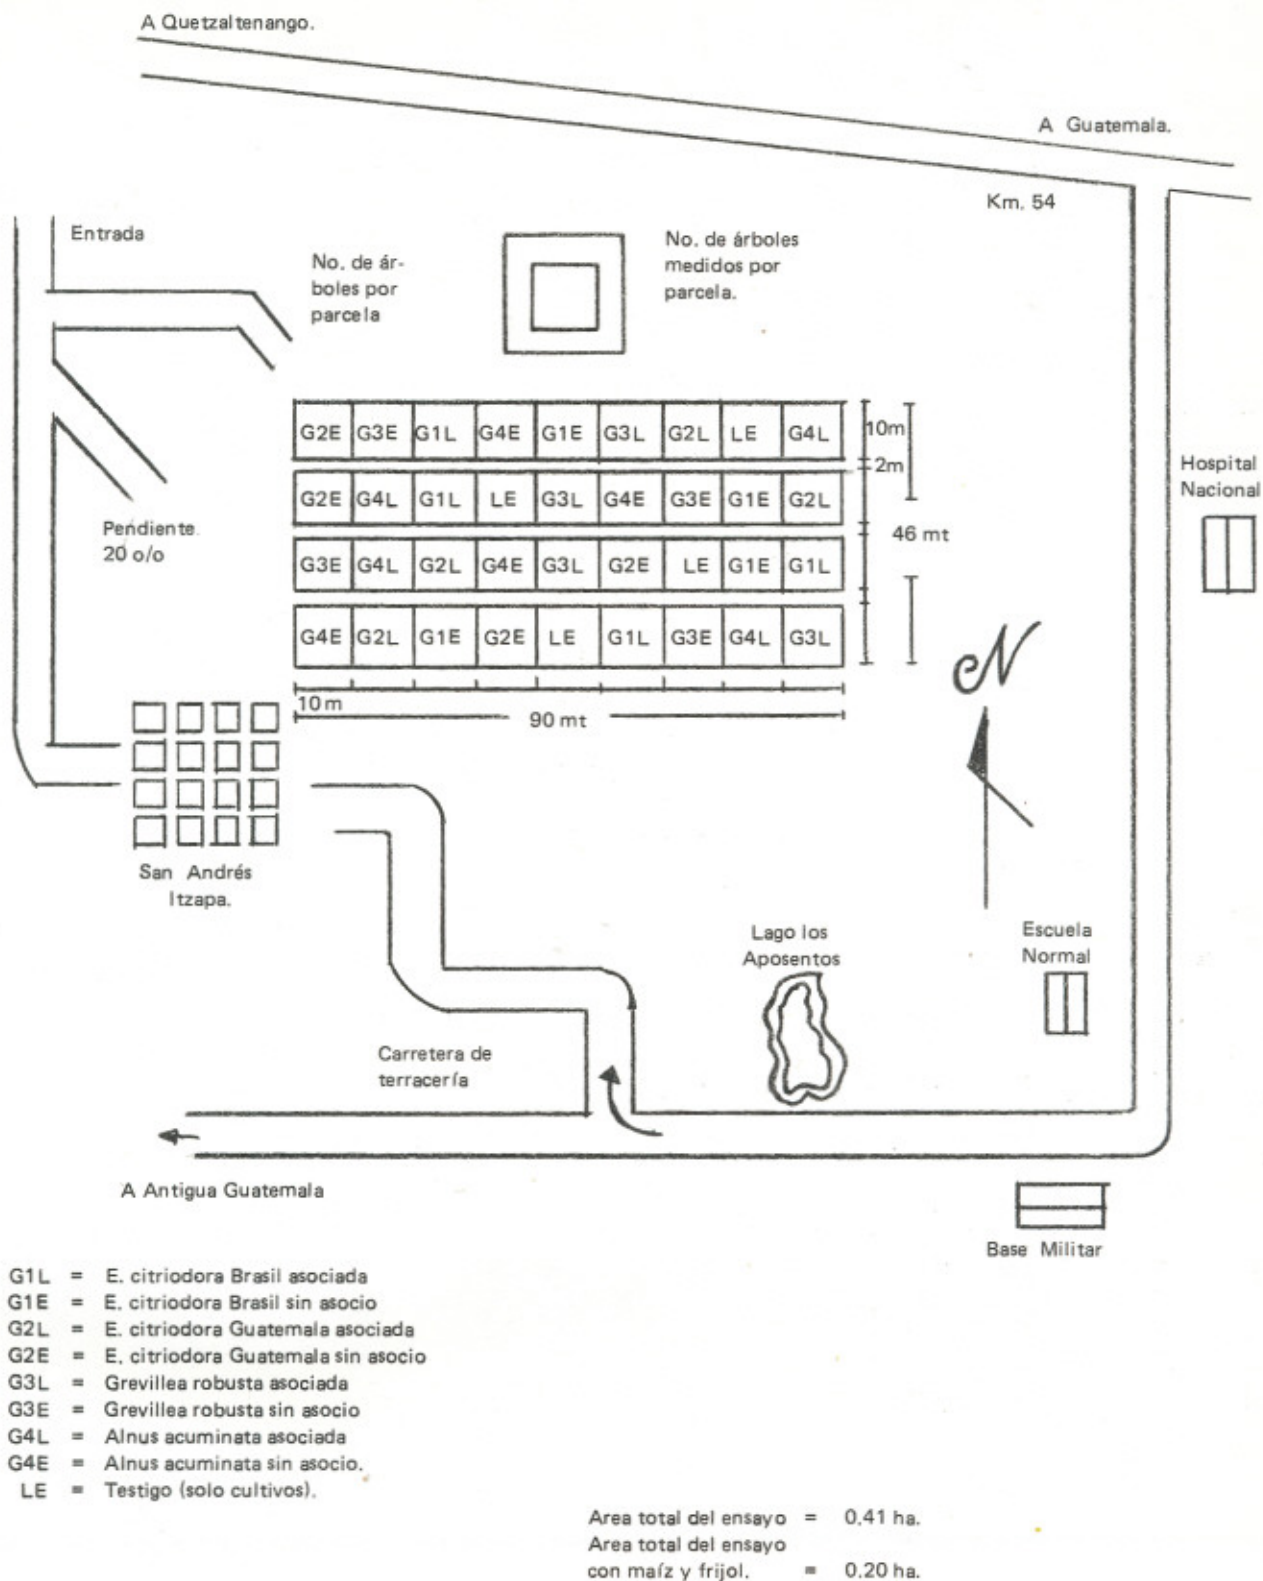 A Quetzaltenango.
A Guatemala.
Km. 54
Entrada
No. de ár-
boles por
parcela
No. de árboles
medidos por
parcela.
G2E G3E G1L G4E G1E G3L G2L LE G4L
10m
2m
G2E G4L G1L LE G3L G4E G3E G1E G2L
46 mt
G3E G4L G2L G4E G3L G2E LE G1E G1L
G4E G2L G1E G2E LE G1L G3E G4L G3L
10m
90 mt
Hospital
Nacional
Pendiente.
20 o/o
N
San Andrés
Itzapa.
Lago los
Aposentos
Escuela
Normal
Carretera de
terracería
A Antigua Guatemala
Base Militar
G1L = E. citriodora Brasil asociada
G1E = E. citriodora Brasil sin asocio
G2L = E. citriodora Guatemala asociada
G2E = E. citriodora Guatemala sin asocio
G3L = Grevillea robusta asociada
G3E = Grevillea robusta sin asocio
G4L = Alnus acuminata asociada
G4E = Alnus acuminata sin asocio.
LE = Testigo (solo cultivos).
Area total del ensayo = 0,41 ha.
Area total del ensayo
con maíz y frijol. = 0.20 ha.